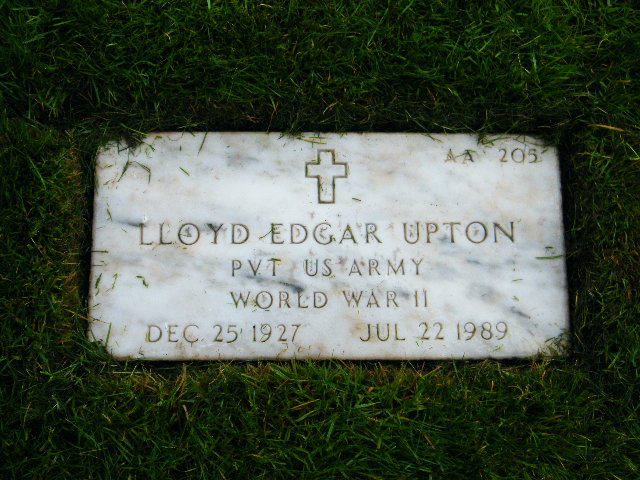 AA 205
LLOYD EDGAR UPTON
PVT US ARMY
WORLD WAR II
DEC 25 1927 JUL 22 1989